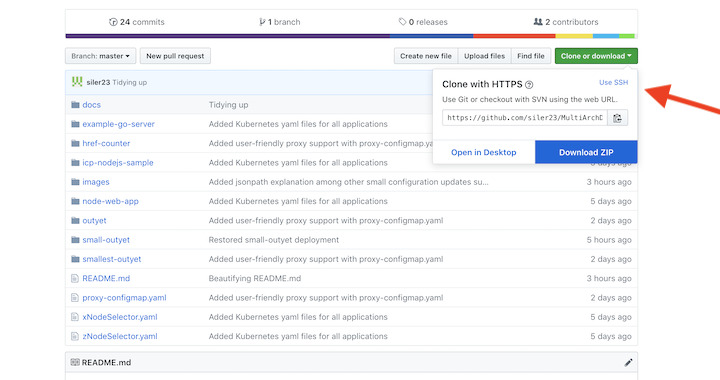 24 commits 1 branch 0 releases 2 contributors
Branch: master New pull request Create new file Upload files Find file Clone or download
siler23 Tidying up
Clone with HTTPS Use SSH
Use Git or checkout with SVN using the web URL.
https://github.com/siler23/MultiArchD
Open in Desktop Download ZIP
docs Tidying up
example-go-server Added Kubernetes yaml files for all applications
href-counter Added user-friendly proxy support with proxy-configmap.ya
icp-nodejs-sample Added Kubernetes yaml files for all applications 5 days ago
images Added jsonpath explanation among other small configuration updates su... 3 hours ago
node-web-app Added Kubernetes yaml files for all applications 5 days ago
outyet Added user-friendly proxy support with proxy-configmap.yaml 2 days ago
small-outyet Restored small-outyet deployment 5 hours ago
smallest-outyet Added user-friendly proxy support with proxy-configmap.yaml 2 days ago
README.md Beautifying README.md 3 hours ago
proxy-configmap.yaml Added user-friendly proxy support with proxy-configmap.yaml 2 days ago
xNodeSelector.yaml Added Kubernetes yaml files for all applications 5 days ago
zNodeSelector.yaml Added Kubernetes yaml files for all applications 5 days ago
README.md